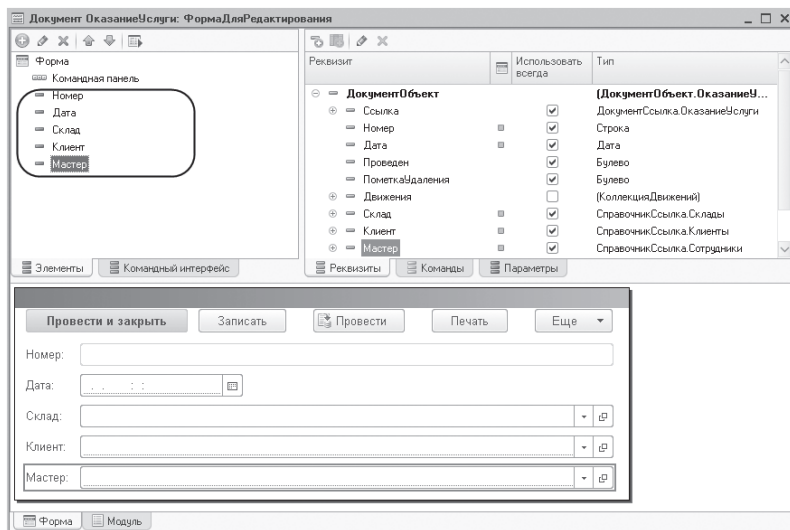 Документ ОказаниеУслуги: ФормаДляРедактирования
Форма
Командная панель
Номер
Дата
Склад
Клиент
Мастер
Элементы
Командный интерфейс
Реквизит
Использовать всегда
Тип
ДокументОбъект
(ДокументОбъект.ОказаниеУ...
Ссылка
ДокументСсылка.ОказаниеУслуги
Номер
Строка
Дата
Дата
Проведен
Булево
ПометкаУдаления
Булево
Движения
(КоллекцияДвижений)
Склад
СправочникСсылка.Склады
Клиент
СправочникСсылка.Клиенты
Мастер
СправочникСсылка.Сотрудники
Реквизиты
Команды
Параметры
Провести и закрыть
Записать
Провести
Печать
Еще
Номер:
Дата:
. . : :
Склад:
Клиент:
Мастер:
Форма
Модуль